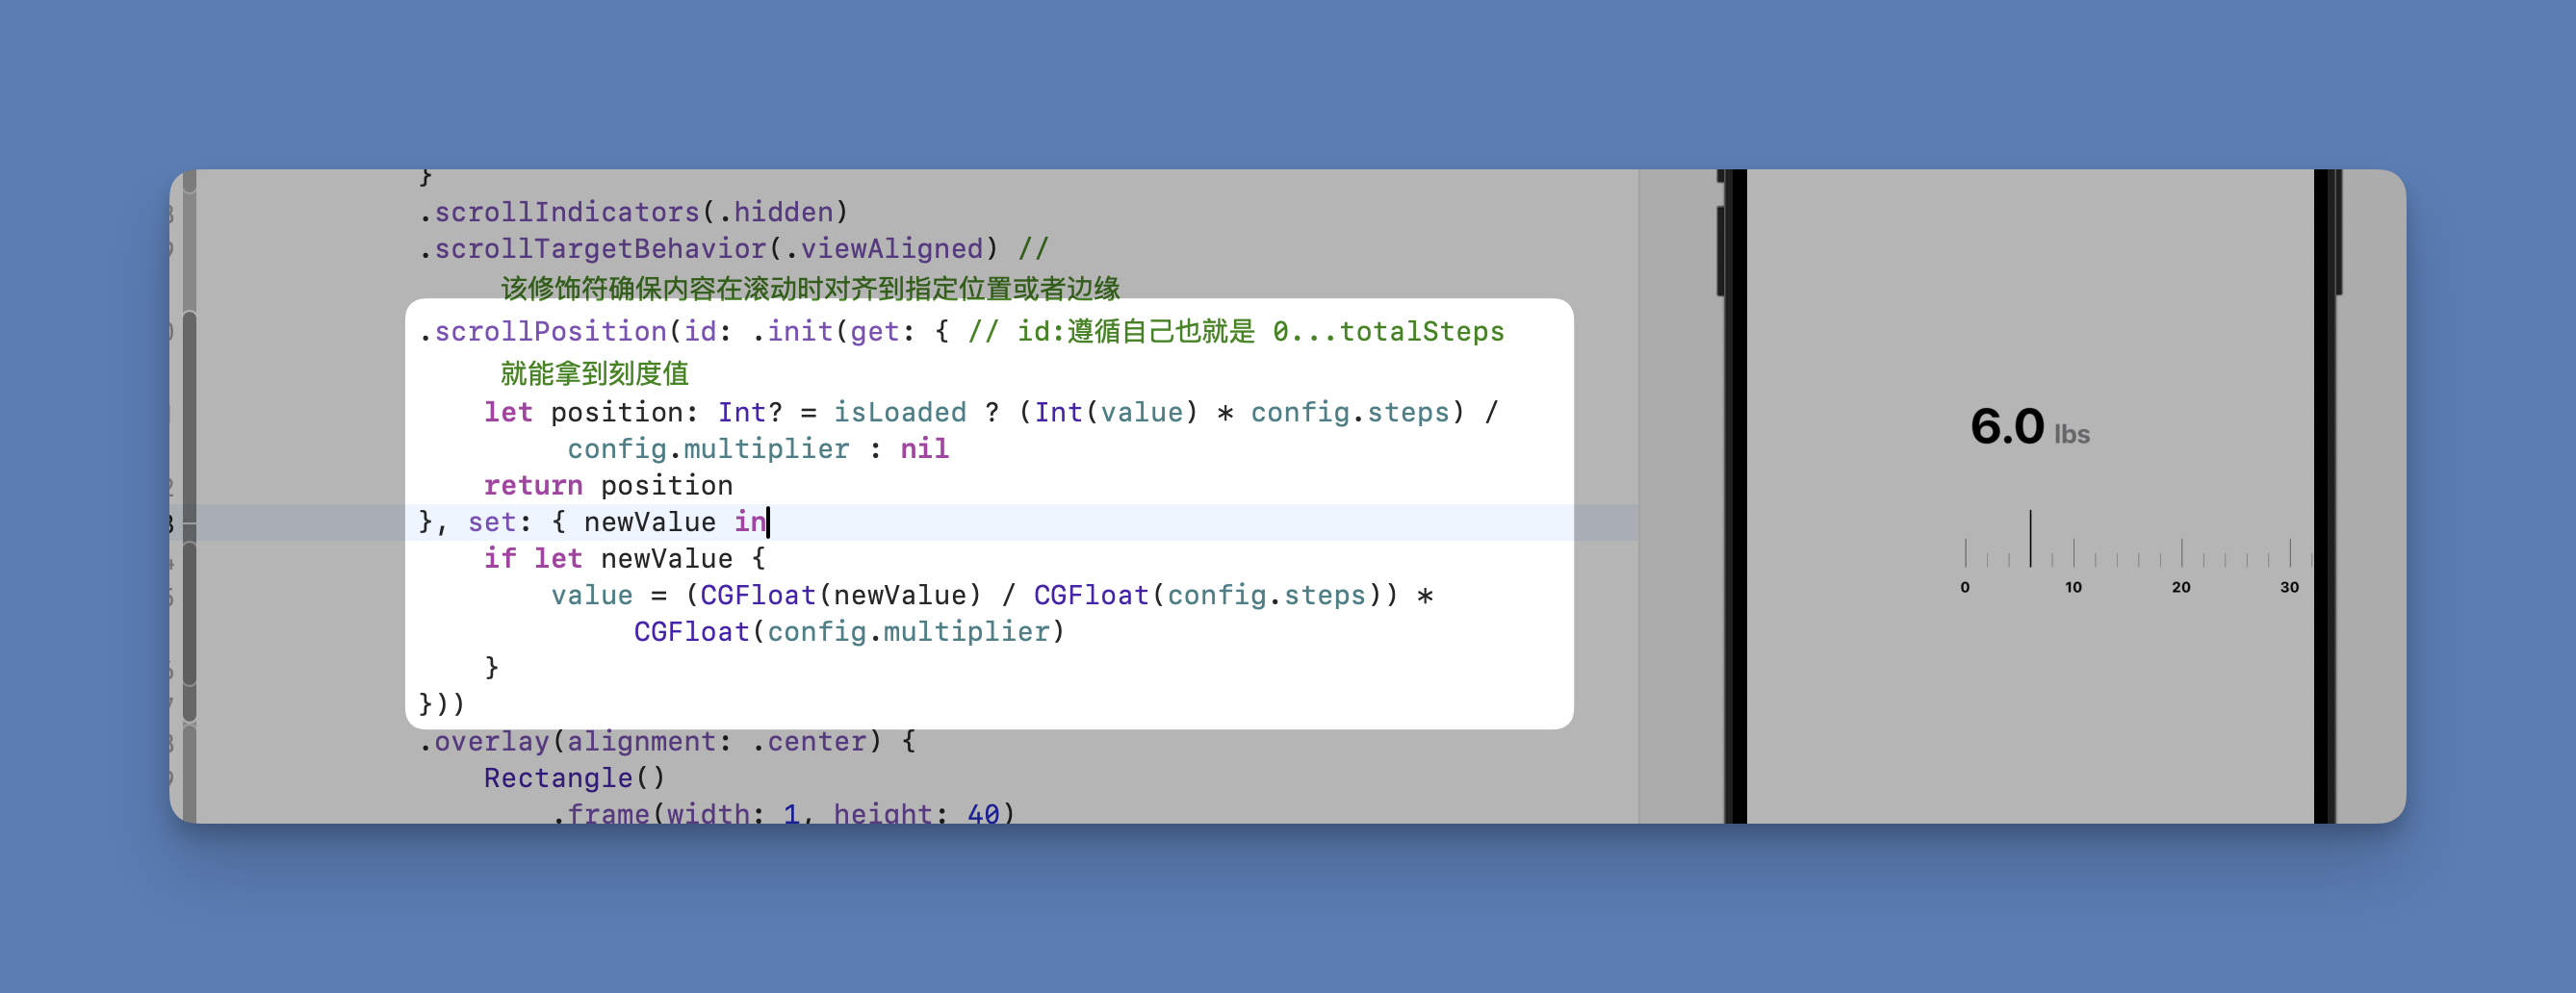 }
.scrollIndicators(.hidden)
.scrollTargetBehavior(.viewAligned) //
该修饰符确保内容在滚动时对齐到指定位置或者边缘
.scrollPosition(id: .init(get: { // id:遵循自己也就是 0...totalSteps
就能拿到刻度值
let position: Int? = isLoaded ? (Int(value) * config.steps) /
config.multiplier : nil
return position
}, set: { newValue in
if let newValue {
value = (CGFloat(newValue) / CGFloat(config.steps)) *
CGFloat(config.multiplier)
}
}))
.overlay(alignment: .center) {
Rectangle()
.frame(width: 1, height: 40)
6.0 lbs
0 10 20 30